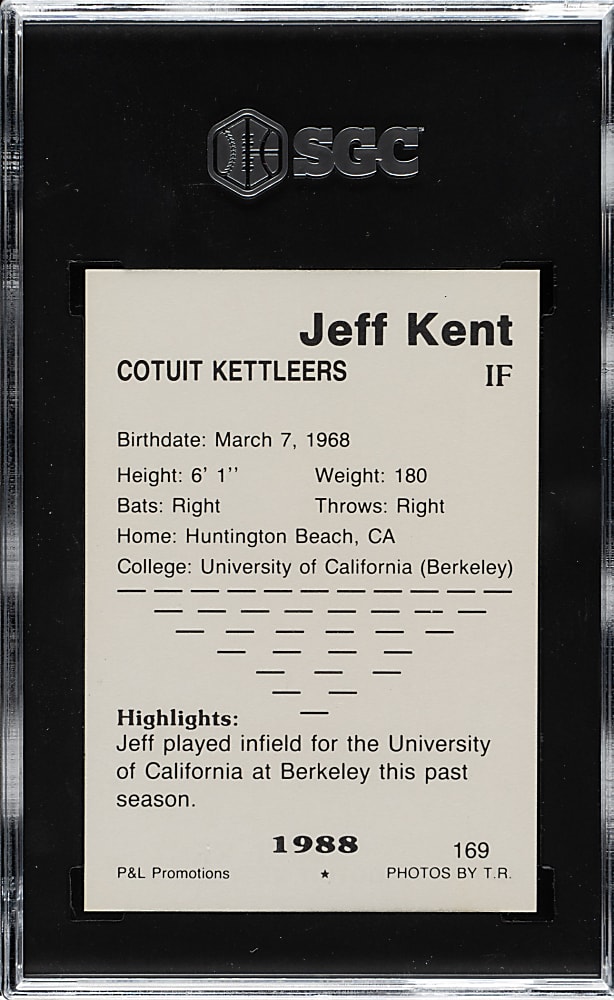 SGC
Jeff Kent
COTUIT KETTLEERS IF
Birthdate: March 7, 1968
Height: 6' 1'' Weight: 180
Bats: Right Throws: Right
Home: Huntington Beach, CA
College: University of California (Berkeley)
Highlights:
Jeff played infield for the University
of California at Berkeley this past
season.
1988 169
P&L Promotions ★ PHOTOS BY T.R.